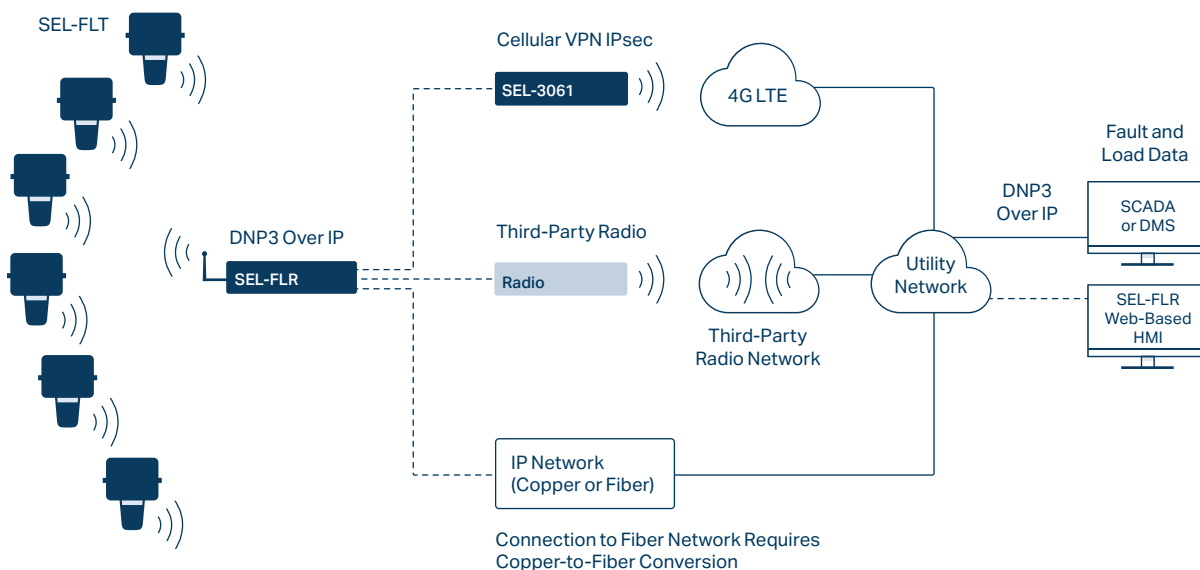 SEL-FLT
Cellular VPN IPsec
SEL-3061
4G LTE
Fault and
Load Data
DNP3
Over IP
SCADA
or DMS
DNP3 Over IP
SEL-FLR
Third-Party Radio
Radio
Third-Party
Radio Network
Utility
Network
SEL-FLR
Web-Based
HMI
IP Network
(Copper or Fiber)
Connection to Fiber Network Requires
Copper-to-Fiber Conversion